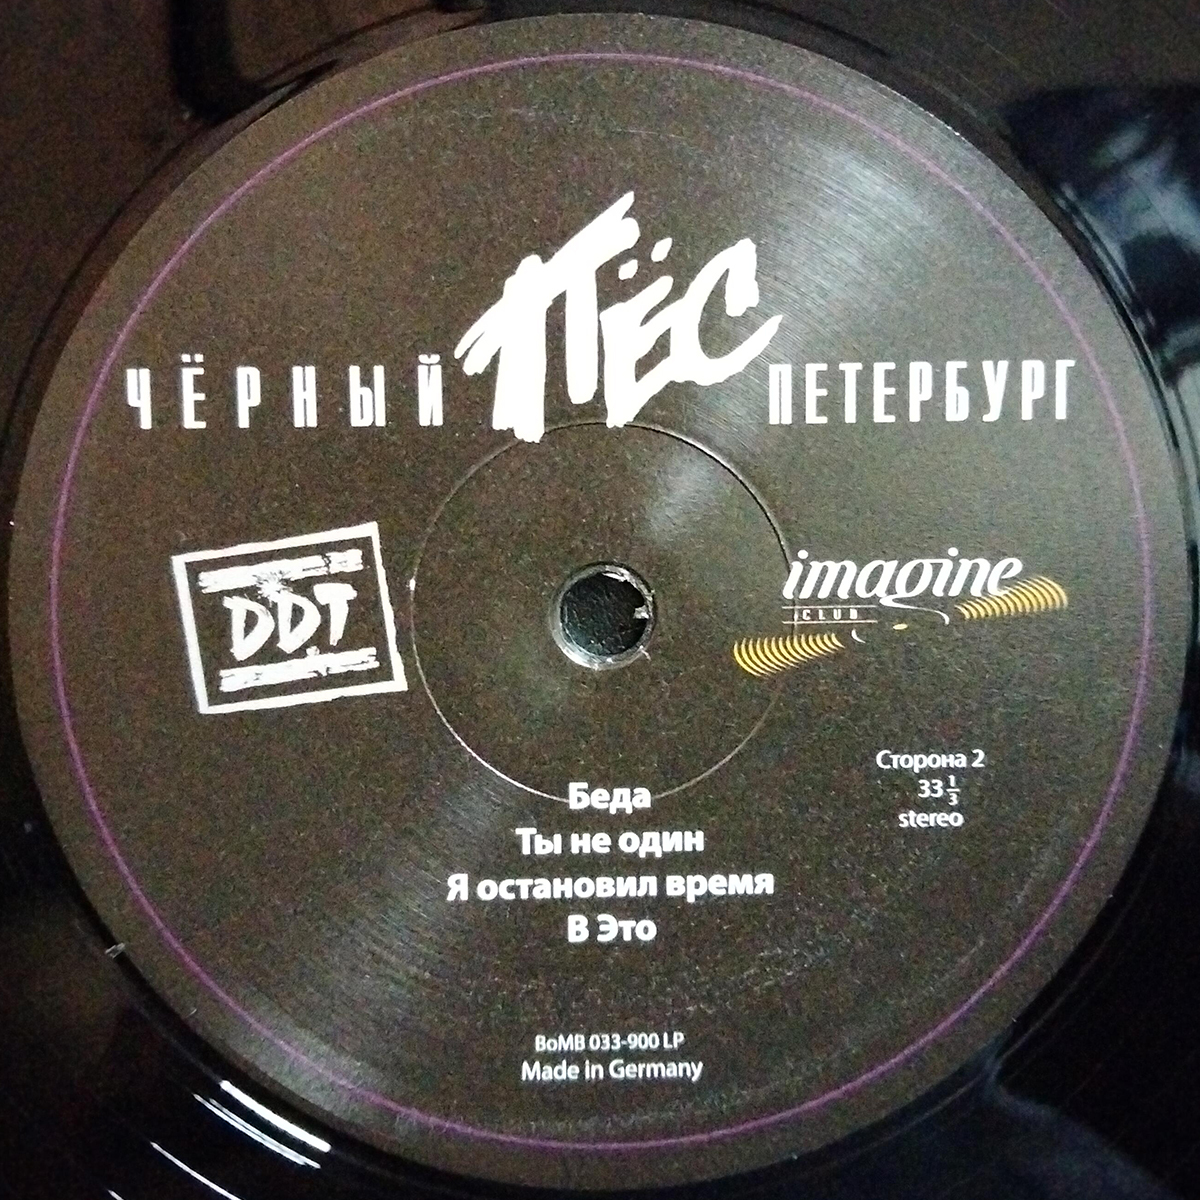 ЧЁРНЫЙ ПЁС ПЕТЕРБУРГ
DDT
imagine
CLUB
Сторона 2
33 1/3
stereo
Беда
Ты не один
Я остановил время
В Это
BoMB 033-900 LP
Made in Germany